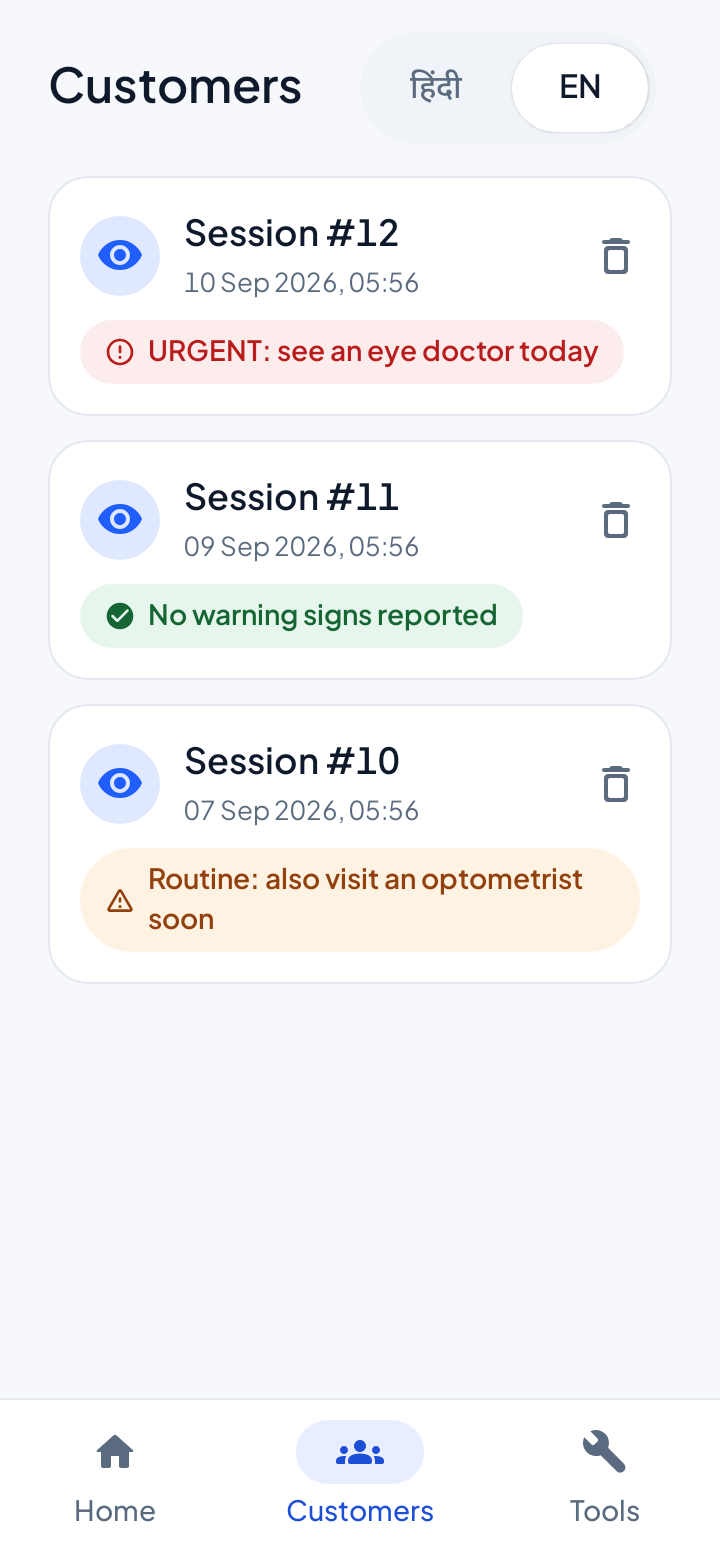 Customers
हिंदी
EN
Session #12
10 Sep 2026, 05:56
URGENT: see an eye doctor today
Session #11
09 Sep 2026, 05:56
No warning signs reported
Session #10
07 Sep 2026, 05:56
Routine: also visit an optometrist
soon
Home
Customers
Tools